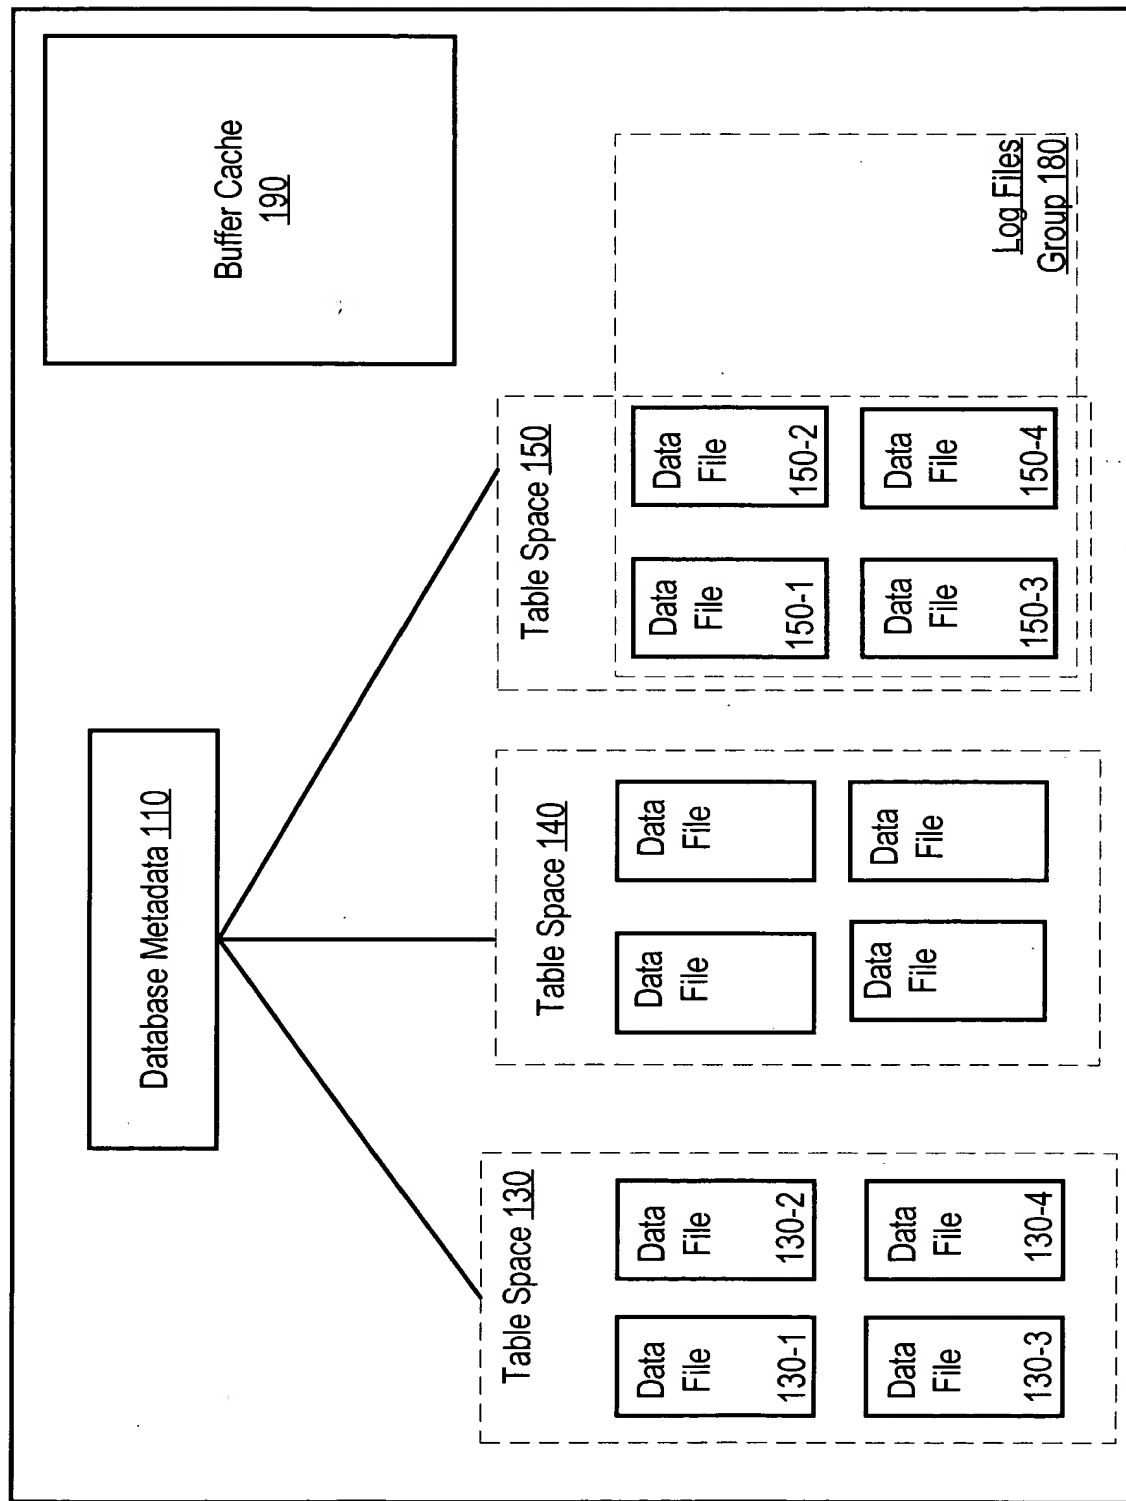 Database Metadata 110
Buffer Cache
190
Table Space 130
Data
File
130-1
Data
File
130-2
Data
File
130-3
Data
File
130-4
Table Space 140
Data
File
Data
File
Data
File
Data
File
Table Space 150
Data
File
150-1
Data
File
150-2
Data
File
150-3
Data
File
150-4
Log Files
Group 180